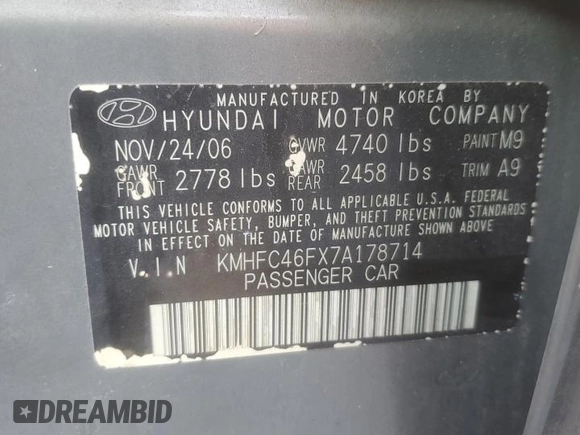 MANUFACTURED IN KOREA BY
HYUNDAI MOTOR COMPANY
NOV/24/06 GVWR 4740 lbs PAINT M9
GAWR FRONT 2778 lbs GAWR REAR 2458 lbs TRIM A9
THIS VEHICLE CONFORMS TO ALL APPLICABLE U.S.A. FEDERAL
MOTOR VEHICLE SAFETY, BUMPER, AND THEFT PREVENTION STANDARDS
IN EFFECT ON THE DATE OF MANUFACTURE SHOWN ABOVE.
V.I.N KMHFC46FX7A178714
PASSENGER CAR
DREAMBID